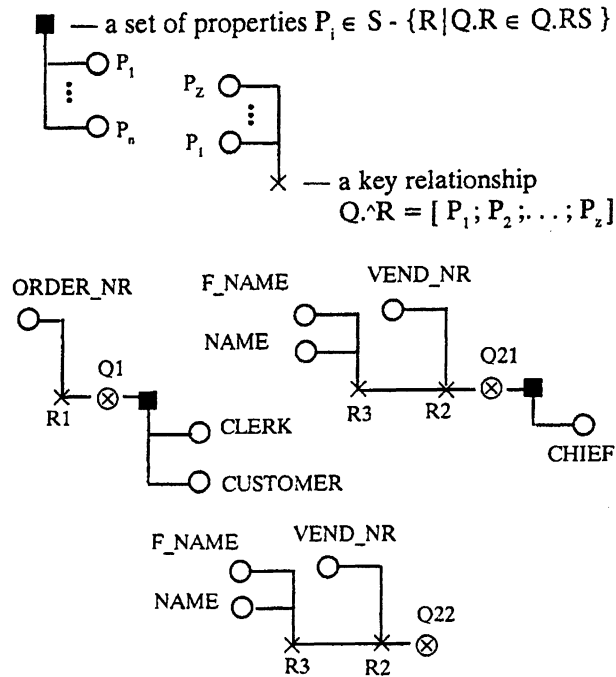 — a set of properties Pᵢ ∈ S - {R|Q.R ∈ Q.RS }
P₁
Pₙ
P_z
P₁
— a key relationship
Q.^R = [ P₁; P₂;...; P_z]
ORDER_NR
Q1
R1
CLERK
CUSTOMER
F_NAME
VEND_NR
NAME
Q21
R3
R2
CHIEF
F_NAME
VEND_NR
NAME
Q22
R3
R2